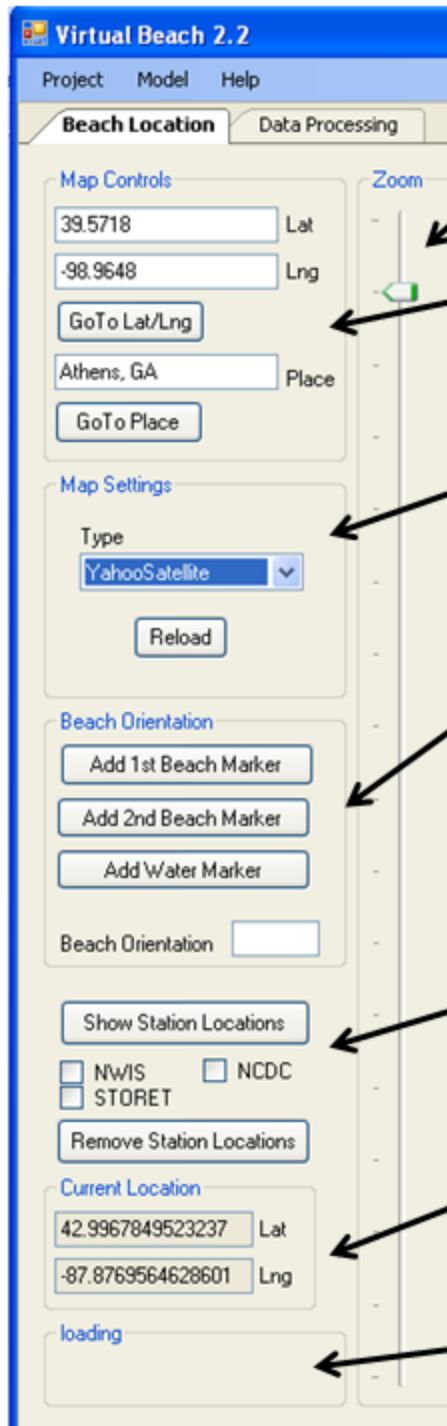 Virtual Beach 2.2
Project Model Help
Beach Location Data Processing
Map Controls Zoom
39.5718 Lat
-98.9648 Lng
GoTo Lat/Lng
Athens, GA Place
GoTo Place
Map Settings
Type
YahooSatellite
Reload
Beach Orientation
Add 1st Beach Marker
Add 2nd Beach Marker
Add Water Marker
Beach Orientation
Show Station Locations
NWIS NCDC
STORET
Remove Station Locations
Current Location
42.9967849523237 Lat
-87.8769564628601 Lng
loading